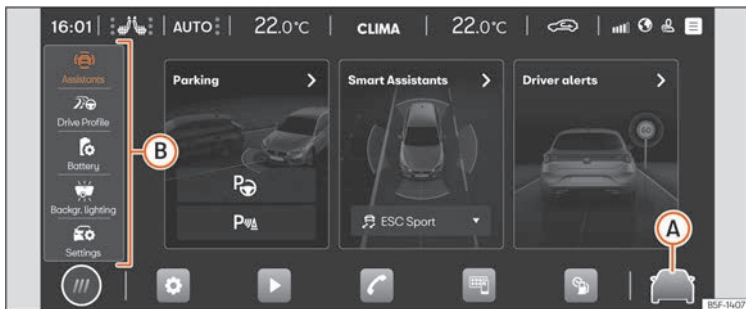 16:01
AUTO
22.0°C
CLIMA
22.0°C
Assistants
Drive Profile
Battery
Backgr. lighting
Settings
B
Parking
P
P
Smart Assistants
60
ESC Sport
Driver alerts
A
B5F-1407